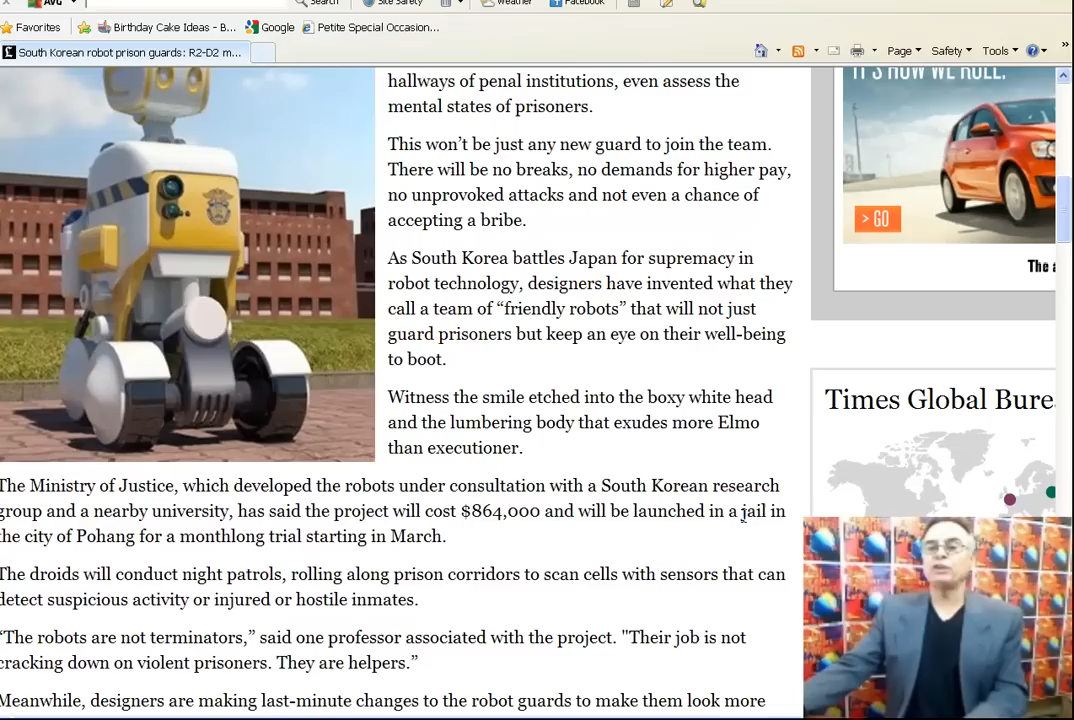 AVG Search Site Safety Weather Facebook
Favorites Birthday Cake Ideas - B... Google Petite Special Occasion...
South Korean robot prison guards: R2-D2 m... Page Safety Tools
hallways of penal institutions, even assess the
mental states of prisoners.
This won’t be just any new guard to join the team.
There will be no breaks, no demands for higher pay,
no unprovoked attacks and not even a chance of
accepting a bribe.
As South Korea battles Japan for supremacy in
robot technology, designers have invented what they
call a team of “friendly robots” that will not just
guard prisoners but keep an eye on their well-being
to boot.
Witness the smile etched into the boxy white head
and the lumbering body that exudes more Elmo
than executioner.
The Ministry of Justice, which developed the robots under consultation with a South Korean research
group and a nearby university, has said the project will cost $864,000 and will be launched in a jail in
the city of Pohang for a monthlong trial starting in March.
The droids will conduct night patrols, rolling along prison corridors to scan cells with sensors that can
detect suspicious activity or injured or hostile inmates.
“The robots are not terminators,” said one professor associated with the project. "Their job is not
cracking down on violent prisoners. They are helpers.”
Meanwhile, designers are making last-minute changes to the robot guards to make them look more
IT'S HOW WE ROLL.
> GO
The a
Times Global Bure